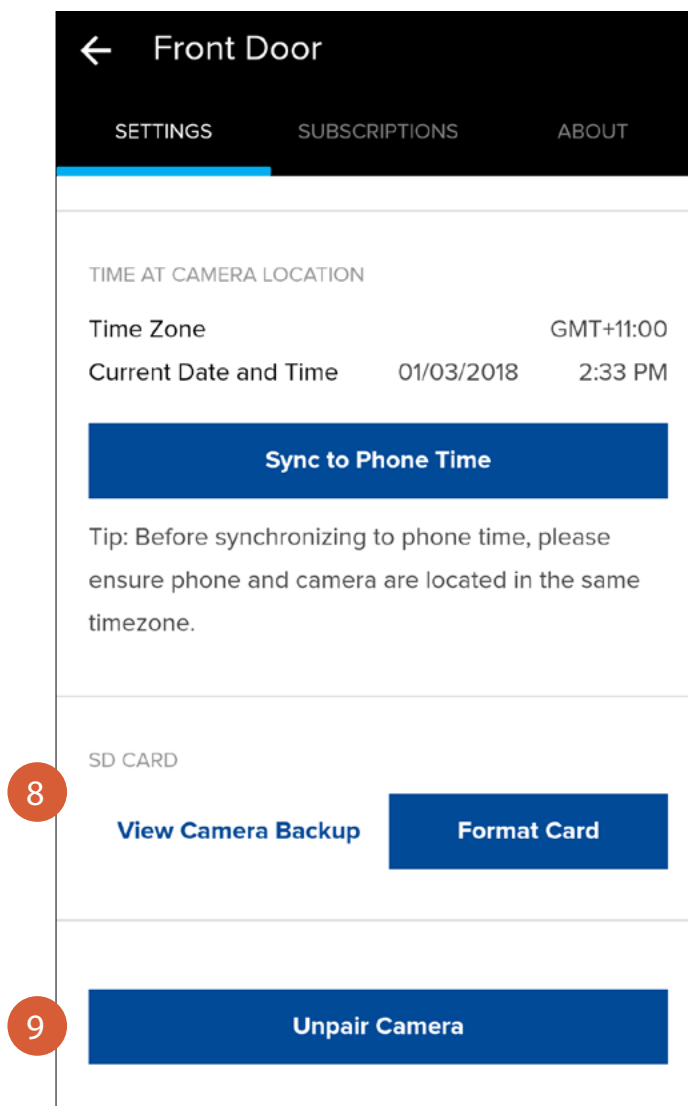 Front Door
SETTINGS SUBSCRIPTIONS ABOUT
TIME AT CAMERA LOCATION
Time Zone GMT+11:00
Current Date and Time 01/03/2018 2:33 PM
Sync to Phone Time
Tip: Before synchronizing to phone time, please
ensure phone and camera are located in the same
timezone.
SD CARD
8
View Camera Backup Format Card
9 Unpair Camera